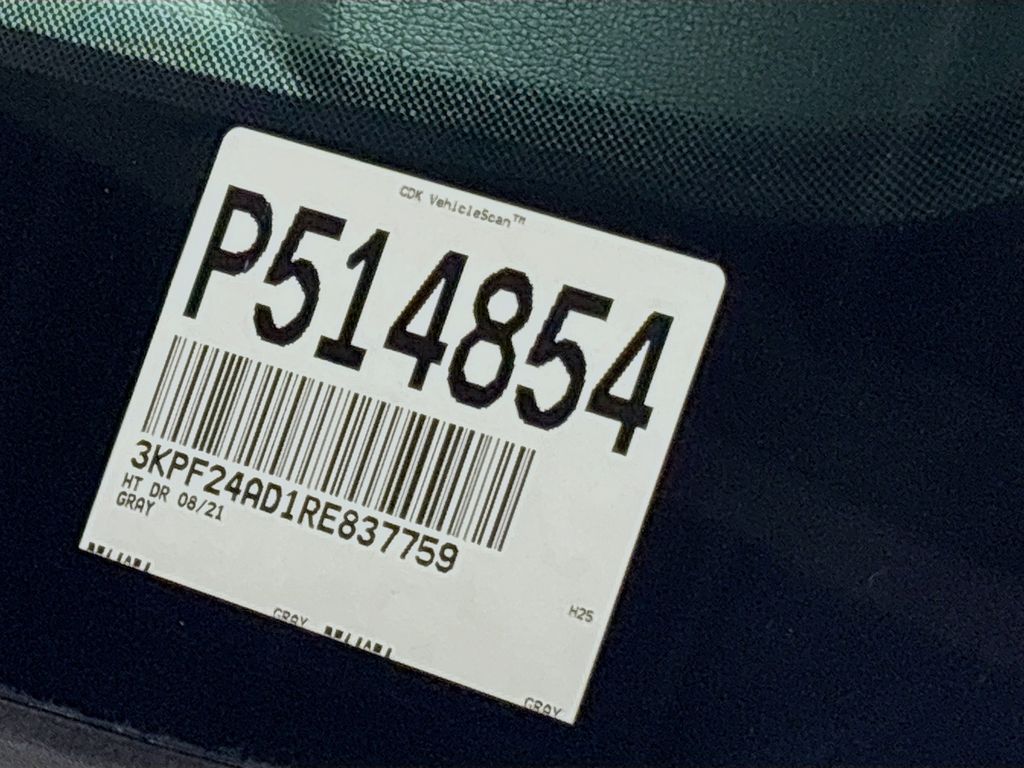 CDK VehicleScan™
P514854
3KPF24AD1RE837759
HT DR 08/21
GRAY
H25
GRAY
GRAY